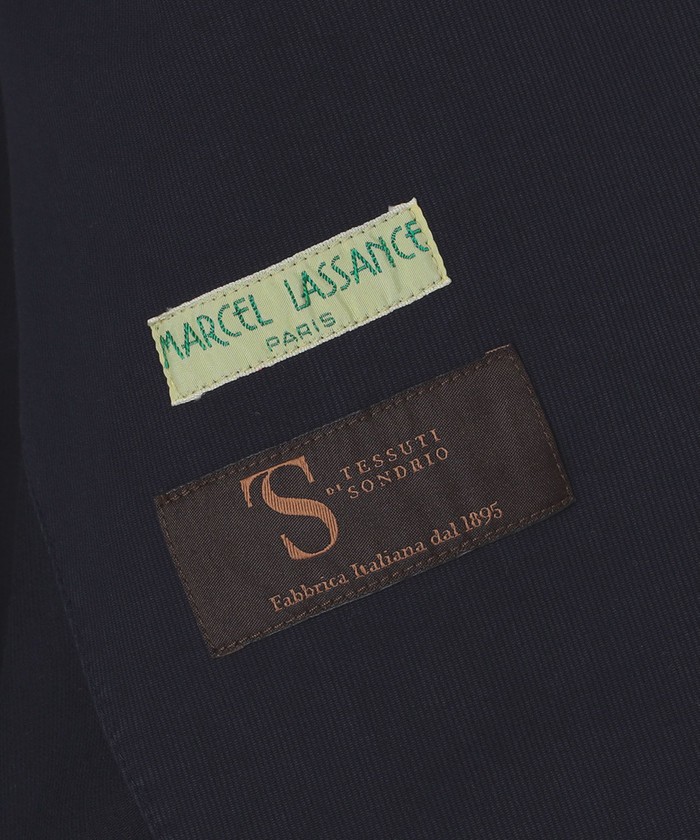 MARCEL LASSANCE
PARIS
TS
DI TESSUTI
SONDRIO
Fabbrica Italiana dal 1895